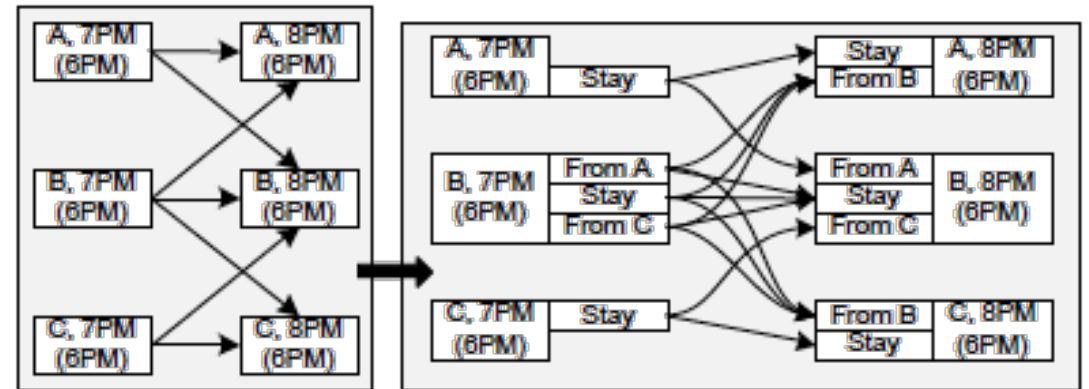 A, 7PM
(6PM)
A, 8PM
(6PM)
B, 7PM
(6PM)
B, 8PM
(6PM)
C, 7PM
(6PM)
C, 8PM
(6PM)
A, 7PM
(6PM)
Stay
Stay
From B
A, 8PM
(6PM)
B, 7PM
(6PM)
From A
Stay
From C
From A
Stay
From C
B, 8PM
(6PM)
C, 7PM
(6PM)
Stay
From B
Stay
C, 8PM
(6PM)